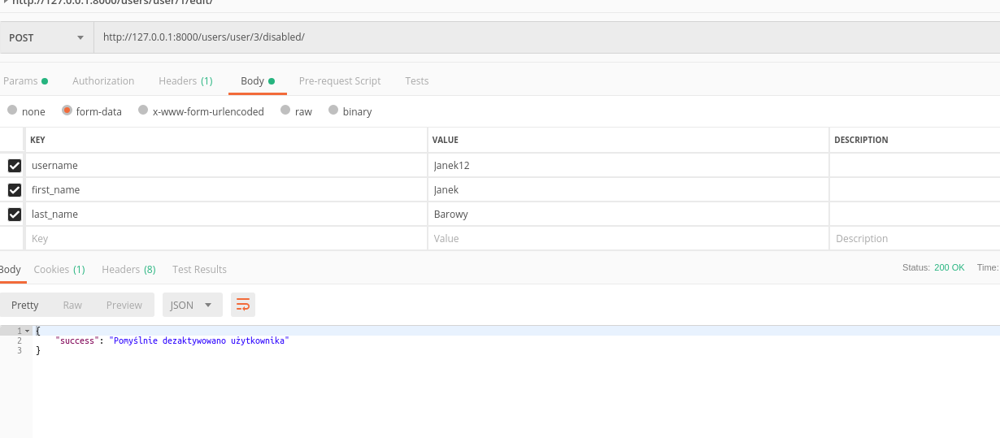 http://127.0.0.1:8000/users/user/1/edit/
POST http://127.0.0.1:8000/users/user/3/disabled/
Params Authorization Headers (1) Body Pre-request Script Tests
none form-data x-www-form-urlencoded raw binary
KEY VALUE DESCRIPTION
username Janek12
first_name Janek
last_name Barowy
Key Value Description
Body Cookies (1) Headers (8) Test Results Status: 200 OK Time:
Pretty Raw Preview JSON
1 {
2 "success": "Pomyślnie dezaktywowano użytkownika"
3 }